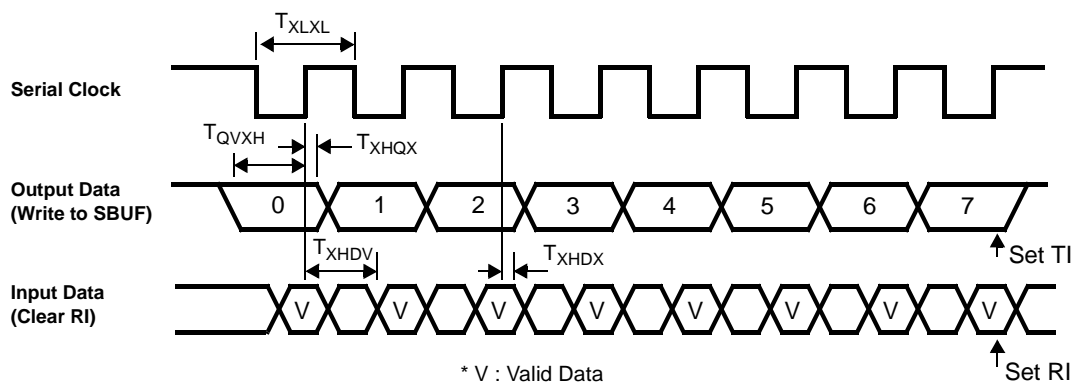 TXLXL
Serial Clock
TQVXH
TXHQX
Output Data
(Write to SBUF)
0 1 2 3 4 5 6 7
Set TI
TXHDV
TXHDX
Input Data
(Clear RI)
V V V V V V V V
Set RI
* V : Valid Data